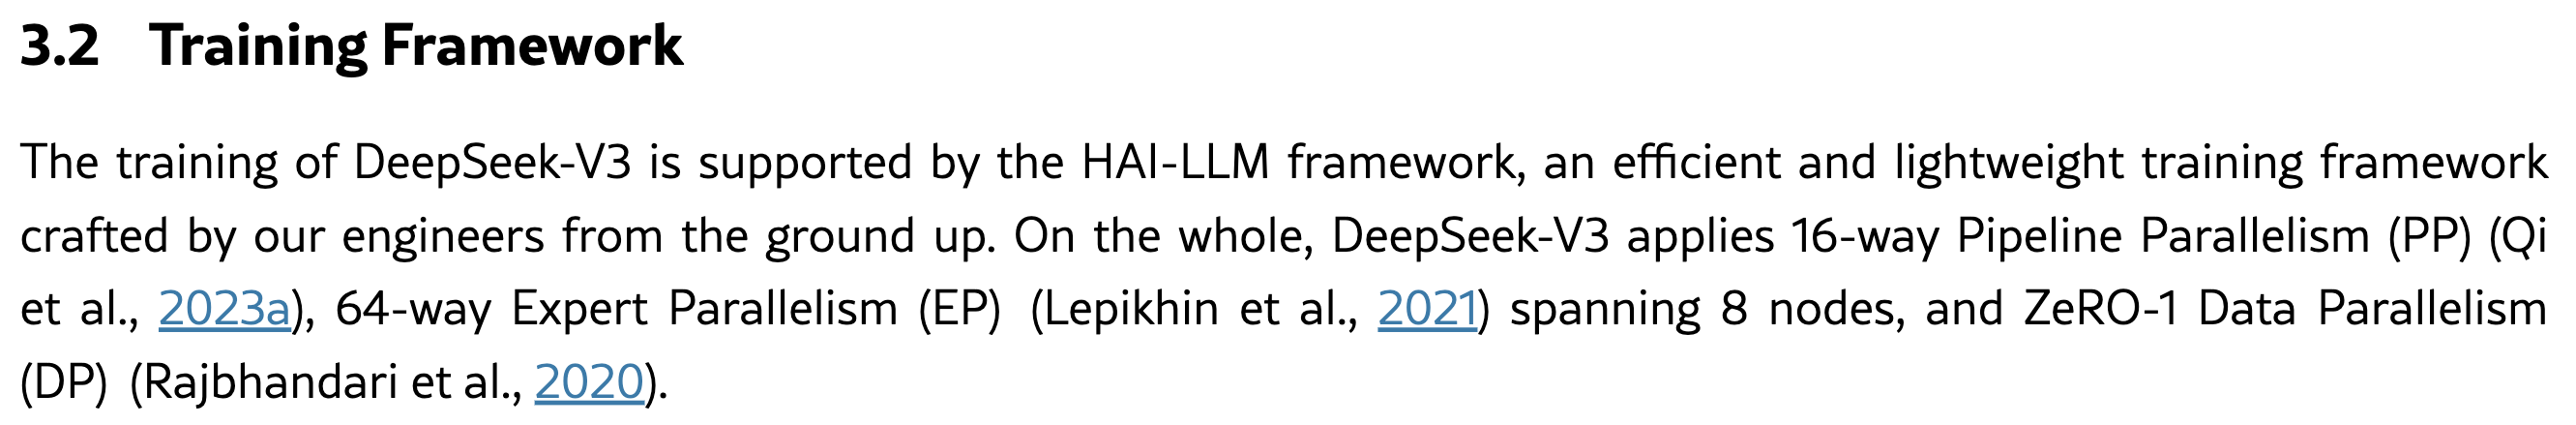 3.2 Training Framework
The training of DeepSeek-V3 is supported by the HAI-LLM framework, an efficient and lightweight training framework
crafted by our engineers from the ground up. On the whole, DeepSeek-V3 applies 16-way Pipeline Parallelism (PP) (Qi
et al., 2023a), 64-way Expert Parallelism (EP) (Lepikhin et al., 2021) spanning 8 nodes, and ZeRO-1 Data Parallelism
(DP) (Rajbhandari et al., 2020).